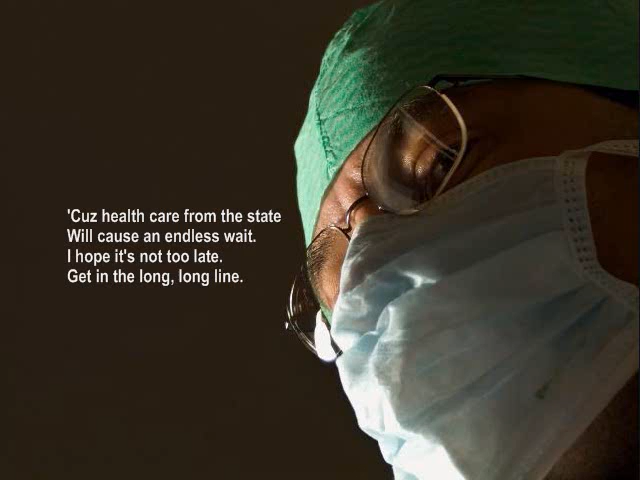 'Cuz health care from the state
Will cause an endless wait.
I hope it's not too late.
Get in the long, long line.